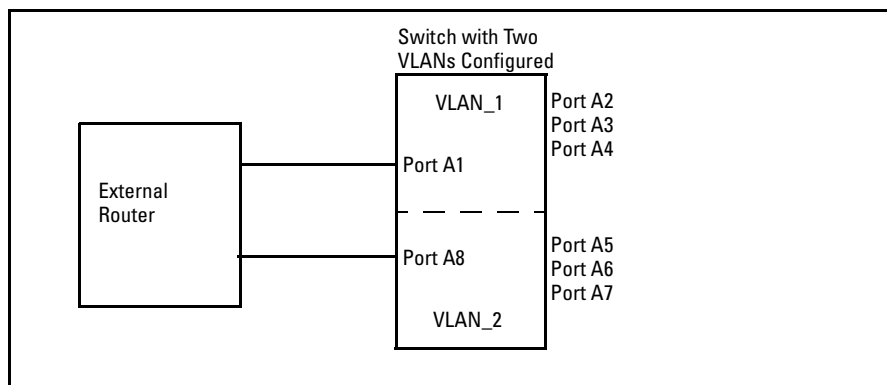 Switch with Two
VLANs Configured
VLAN_1
Port A2
Port A3
Port A4
Port A1
External
Router
Port A8
Port A5
Port A6
Port A7
VLAN_2